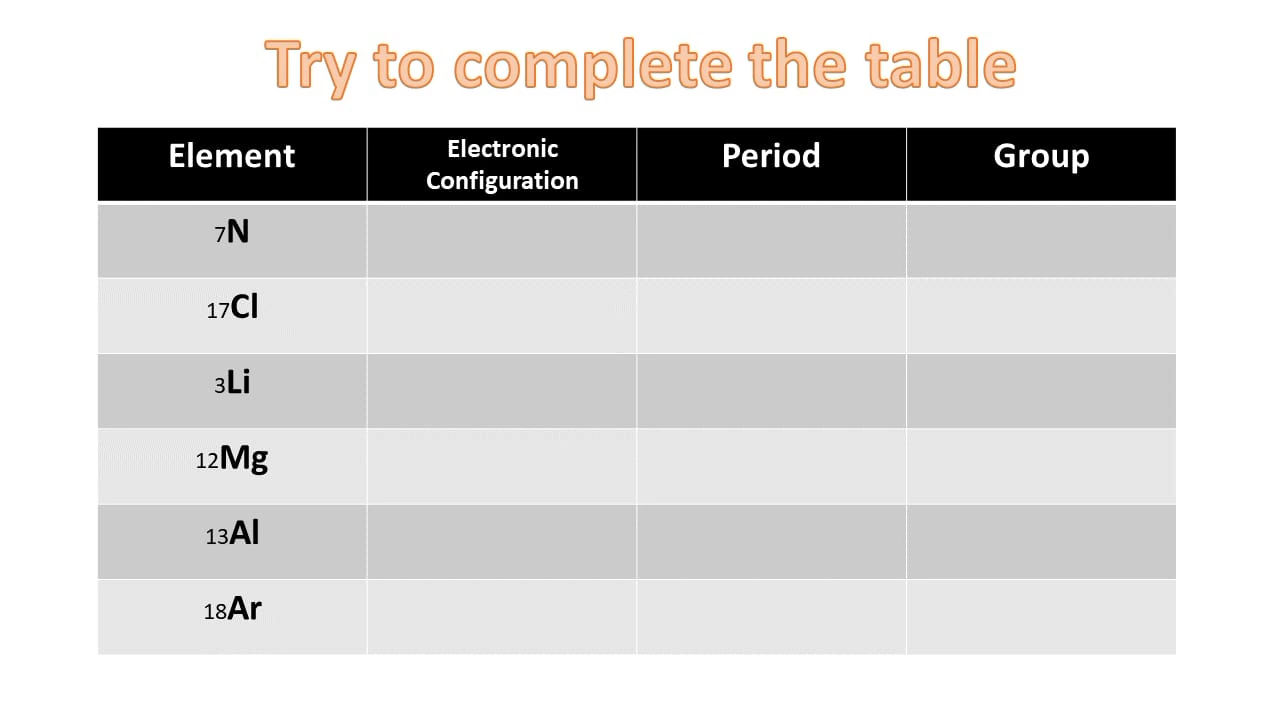 Try to complete the table
Element
Electronic
Configuration
Period
Group
7N
17Cl
3Li
12Mg
13Al
18Ar